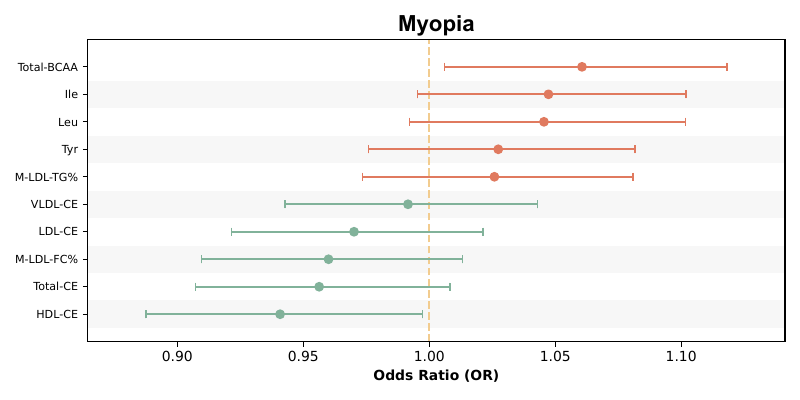 Myopia
Total-BCAA
Ile
Leu
Tyr
M-LDL-TG%
VLDL-CE
LDL-CE
M-LDL-FC%
Total-CE
HDL-CE
0.90 0.95 1.00 1.05 1.10
Odds Ratio (OR)